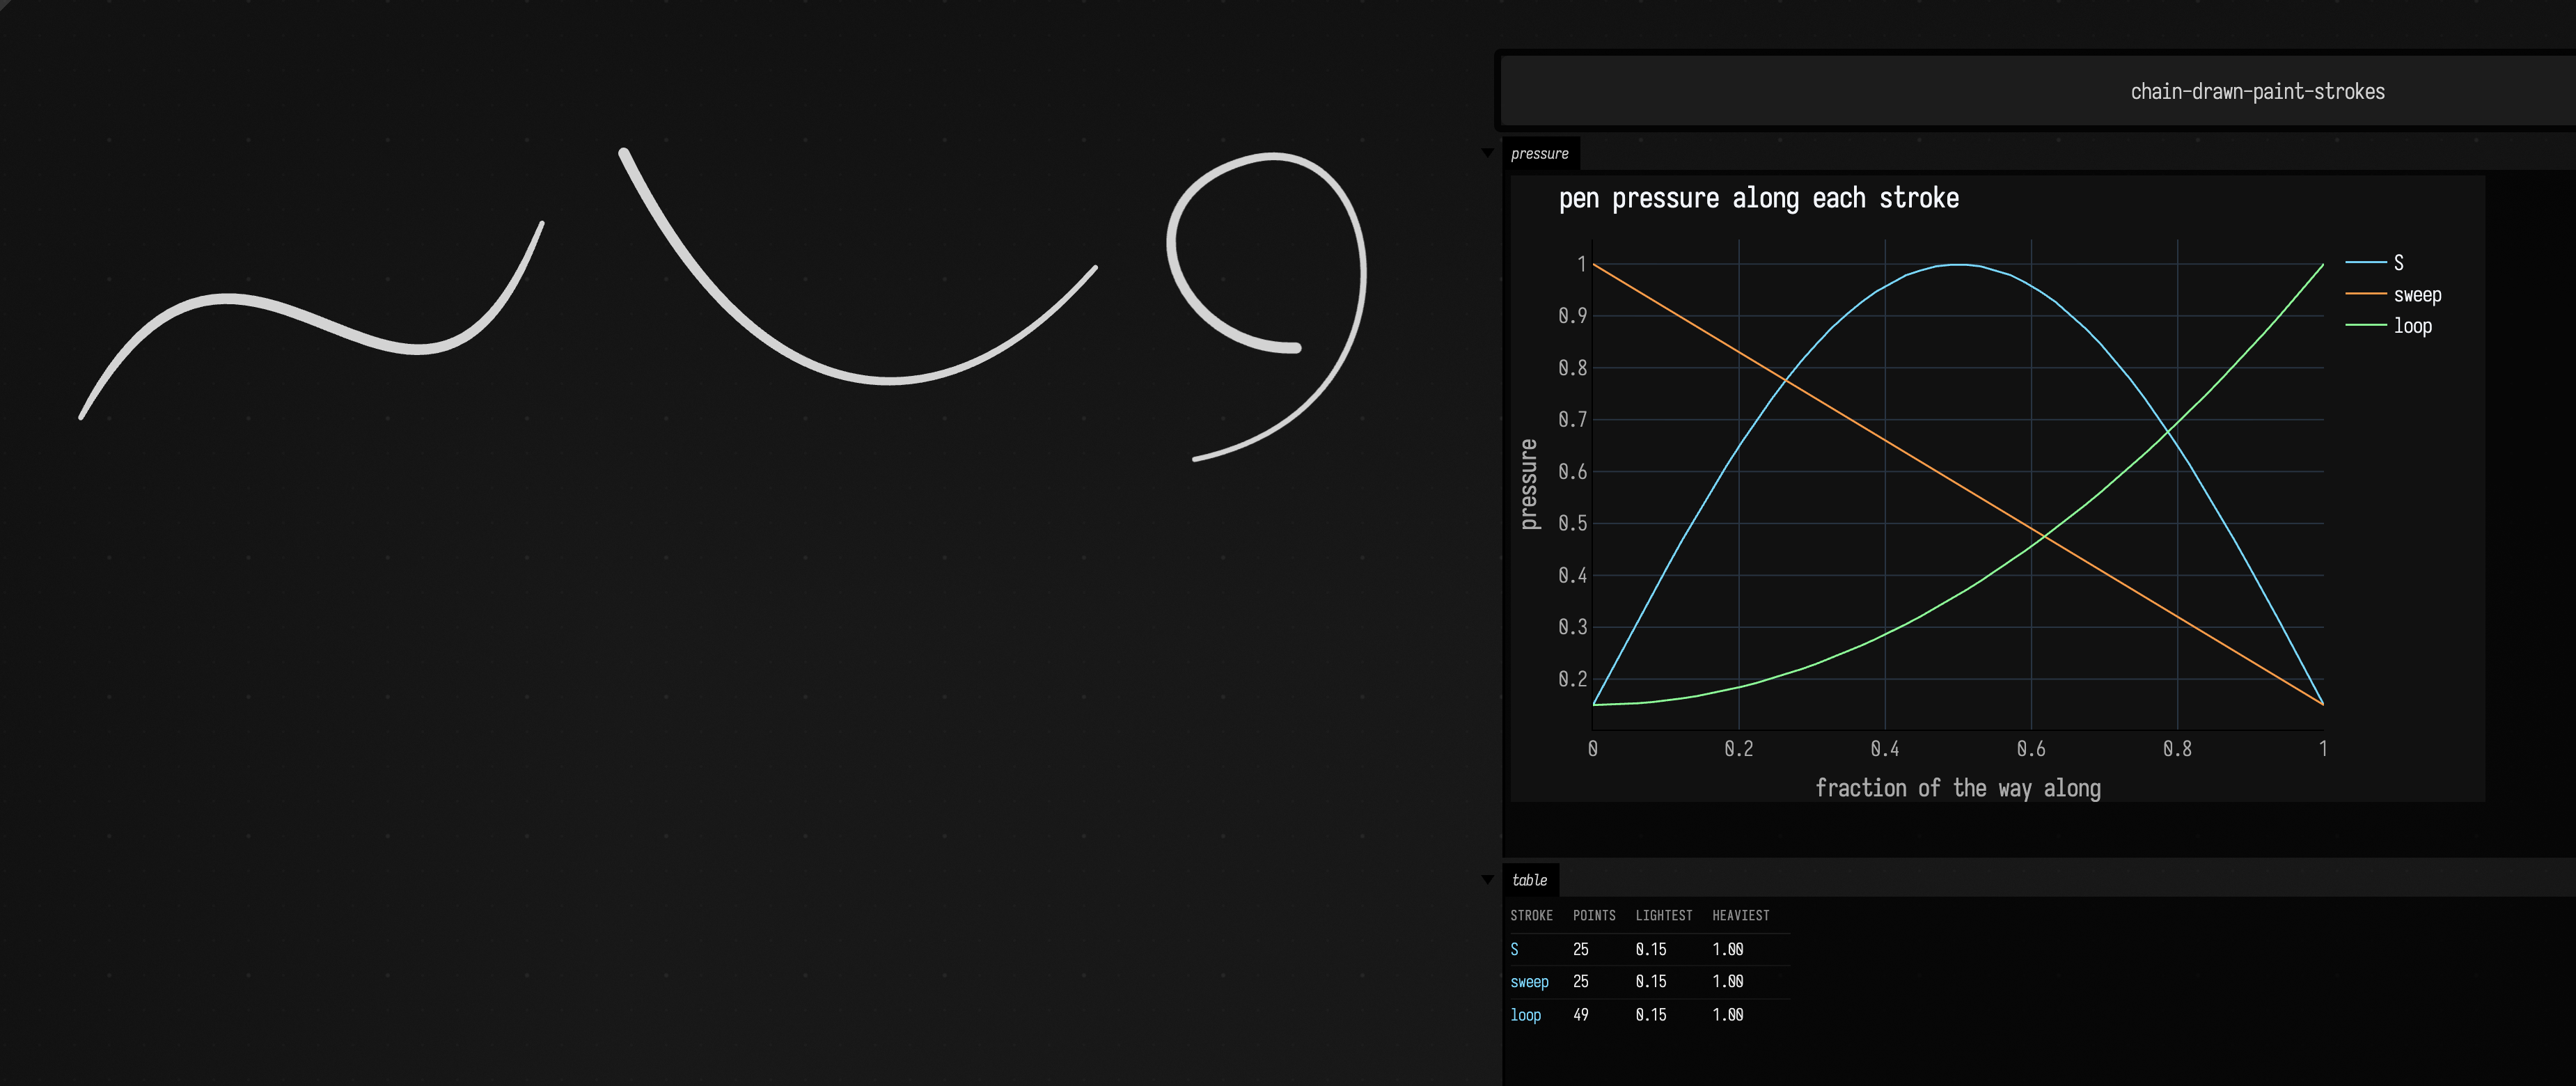 chain-drawn-paint-strokes
pressure
pen pressure along each stroke
S
sweep
loop
pressure
1
0.9
0.8
0.7
0.6
0.5
0.4
0.3
0.2
0 0.2 0.4 0.6 0.8 1
fraction of the way along
table
STROKE POINTS LIGHTEST HEAVIEST
S 25 0.15 1.00
sweep 25 0.15 1.00
loop 49 0.15 1.00